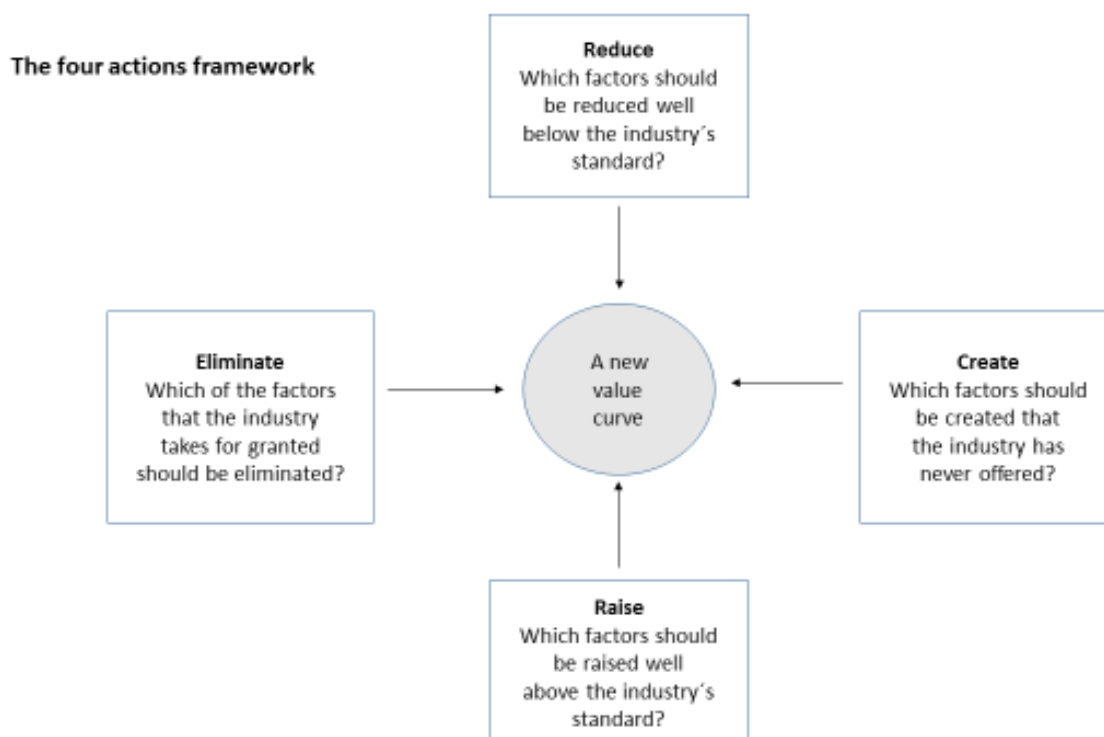 The four actions framework
Reduce
Which factors should
be reduced well
below the industry´s
standard?
Eliminate
Which of the factors
that the industry
takes for granted
should be eliminated?
A new
value
curve
Create
Which factors should
be created that
the industry has
never offered?
Raise
Which factors should
be raised well
above the industry´s
standard?